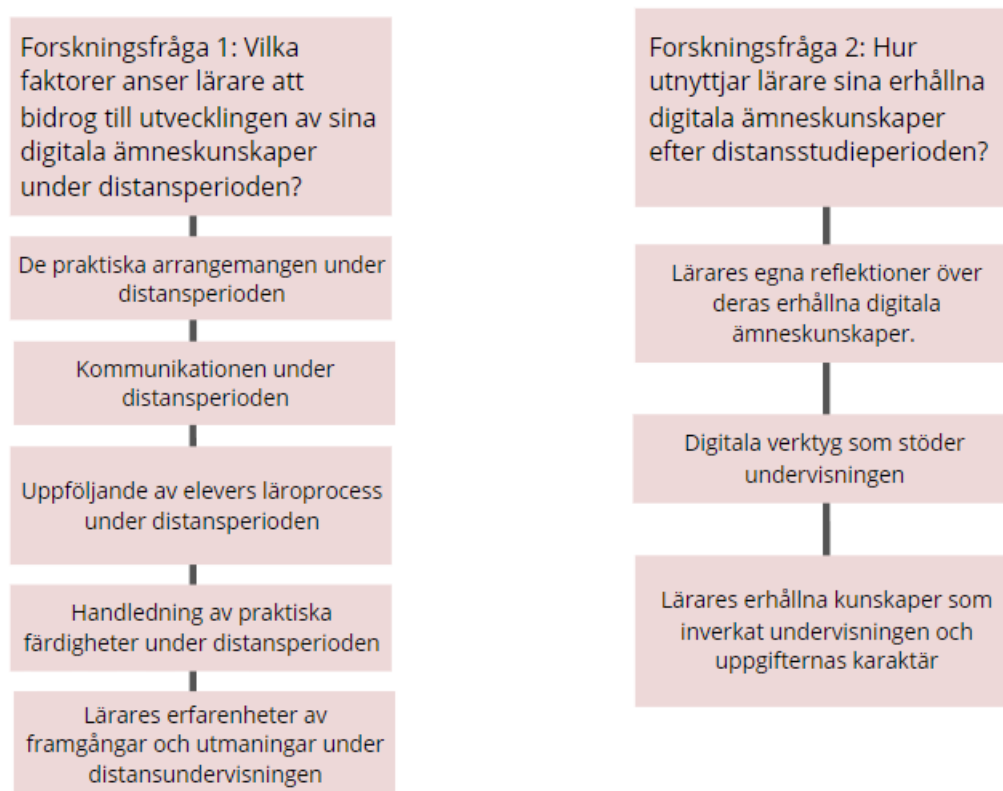 Forskningsfråga 1: Vilka
faktorer anser lärare att
bidrog till utvecklingen av sina
digitala ämneskunskaper
under distansperioden?
De praktiska arrangemangen under
distansperioden
Kommunikationen under
distansperioden
Uppföljande av elevers läroprocess
under distansperioden
Handledning av praktiska
färdigheter under distansperioden
Lärares erfarenheter av
framgångar och utmaningar under
distansundervisningen
Forskningsfråga 2: Hur
utnyttjar lärare sina erhållna
digitala ämneskunskaper
efter distansstudieperioden?
Lärares egna reflektioner över
deras erhållna digitala
ämneskunskaper.
Digitala verktyg som stöder
undervisningen
Lärares erhållna kunskaper som
inverkat undervisningen och
uppgifternas karaktär